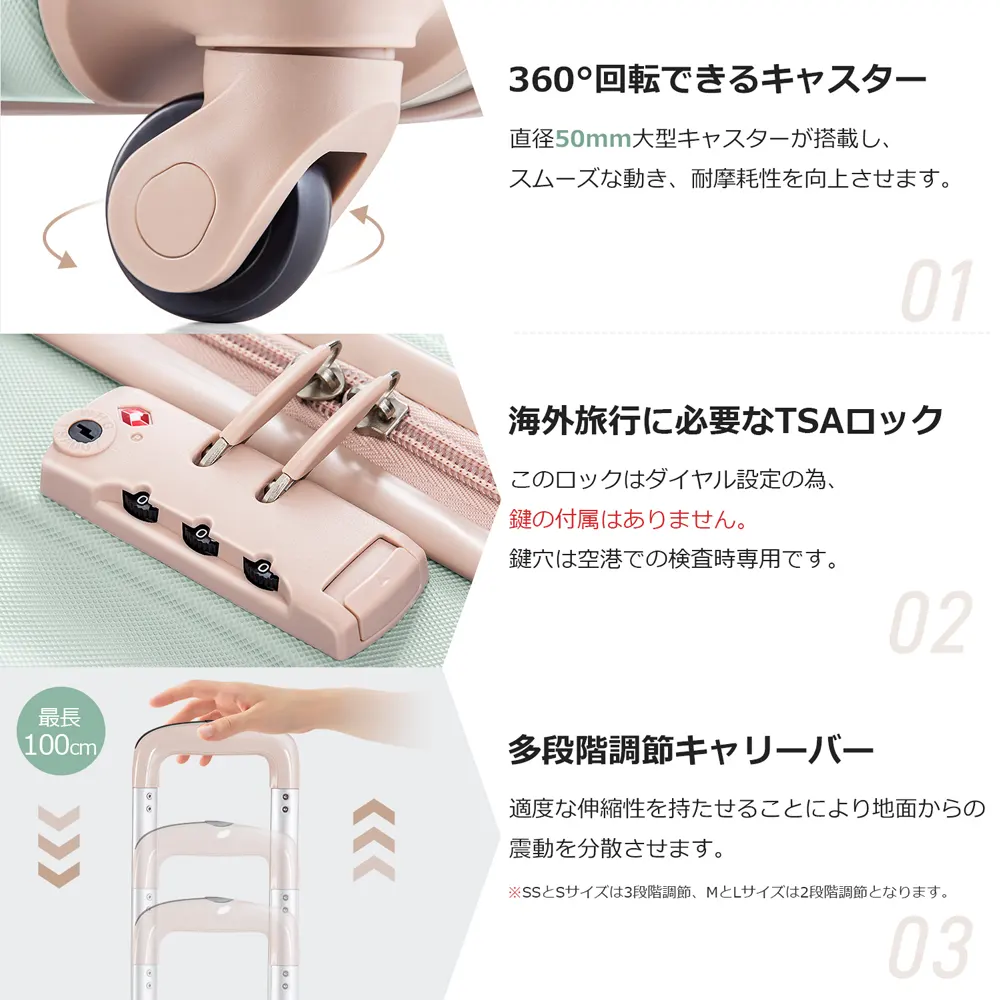 360°回転できるキャスター
直径50mm大型キャスターが搭載し、
スムーズな動き、耐摩耗性を向上させます。
01
海外旅行に必要なTSAロック
このロックはダイヤル設定の為、
鍵の付属はありません。
鍵穴は空港での検査時専用です。
0
0
0
02
最長
100cm
多段階調節キャリーバー
適度な伸縮性を持たせることにより地面からの
震動を分散させます。
※SSとSサイズは3段階調節、MとLサイズは2段階調節となります。
03